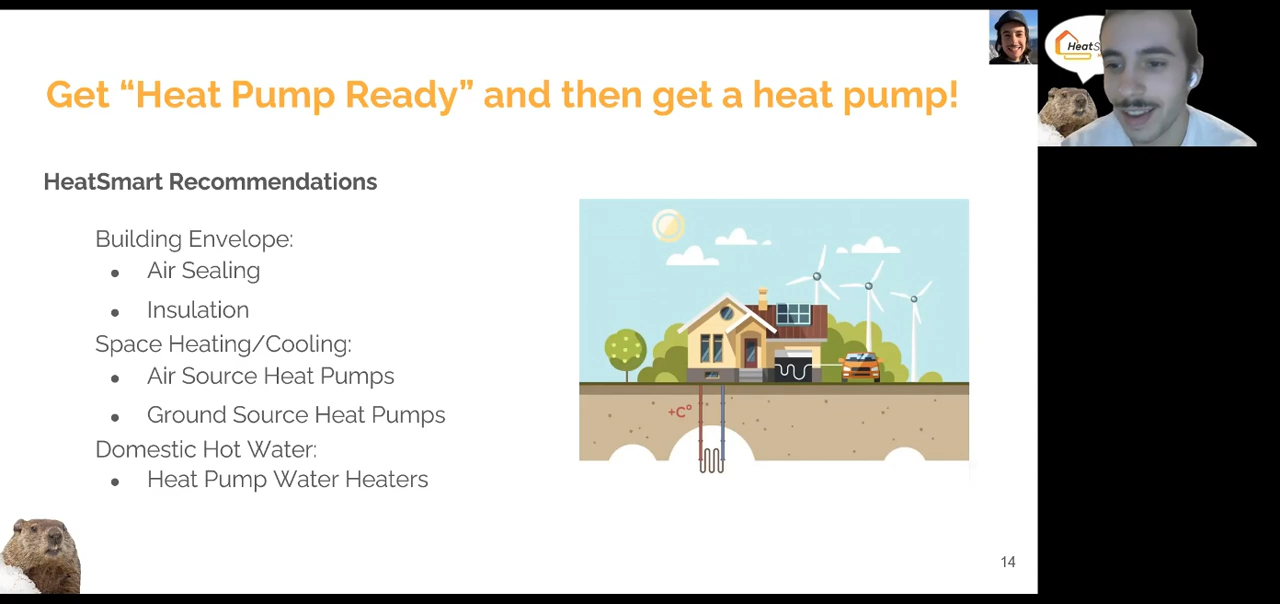 Get “Heat Pump Ready” and then get a heat pump!
HeatSmart Recommendations
Building Envelope:
• Air Sealing
• Insulation
Space Heating/Cooling:
• Air Source Heat Pumps
• Ground Source Heat Pumps
Domestic Hot Water:
• Heat Pump Water Heaters
+C°
14